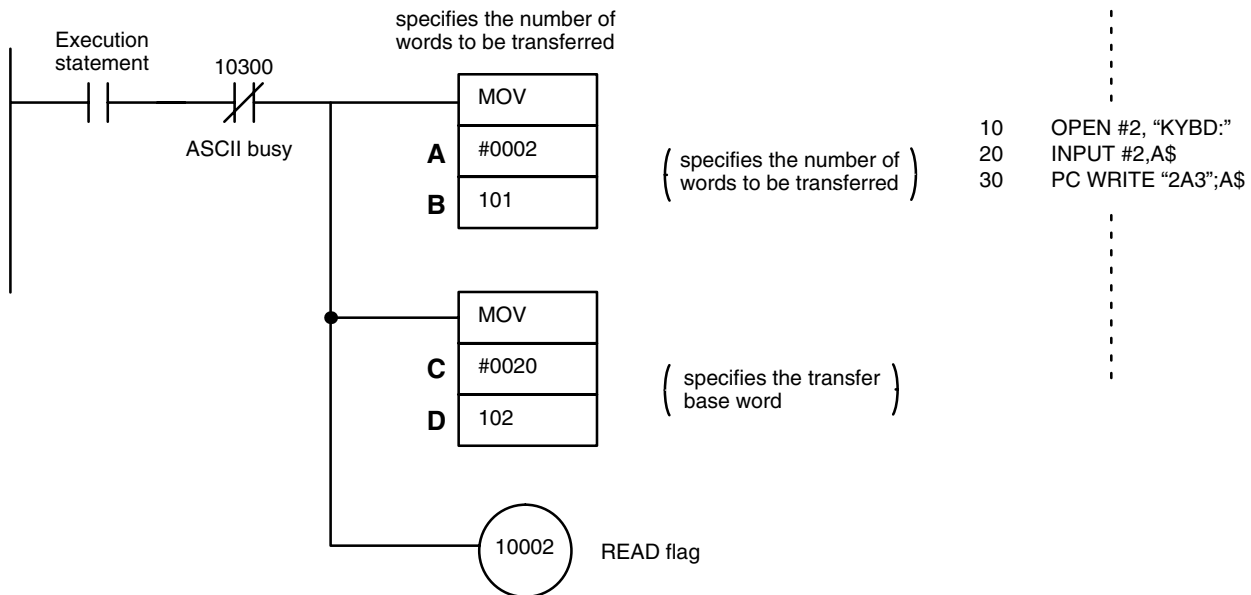 specifies the number of
words to be transferred
Execution
statement
10300
ASCII busy
MOV
A #0002
B 101
( specifies the number of
words to be transferred )
MOV
C #0020
D 102
( specifies the transfer
base word )
10002 READ flag
10 OPEN #2, “KYBD:”
20 INPUT #2,A$
30 PC WRITE “2A3”;A$